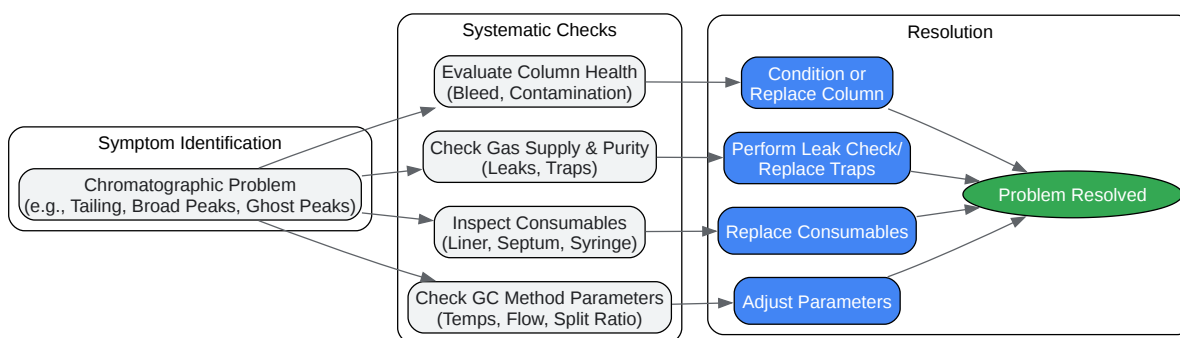 Symptom Identification
Chromatographic Problem
(e.g., Tailing, Broad Peaks, Ghost Peaks)
Systematic Checks
Evaluate Column Health
(Bleed, Contamination)
Check Gas Supply & Purity
(Leaks, Traps)
Inspect Consumables
(Liner, Septum, Syringe)
Check GC Method Parameters
(Temps, Flow, Split Ratio)
Resolution
Condition or
Replace Column
Perform Leak Check/
Replace Traps
Replace Consumables
Adjust Parameters
Problem Resolved